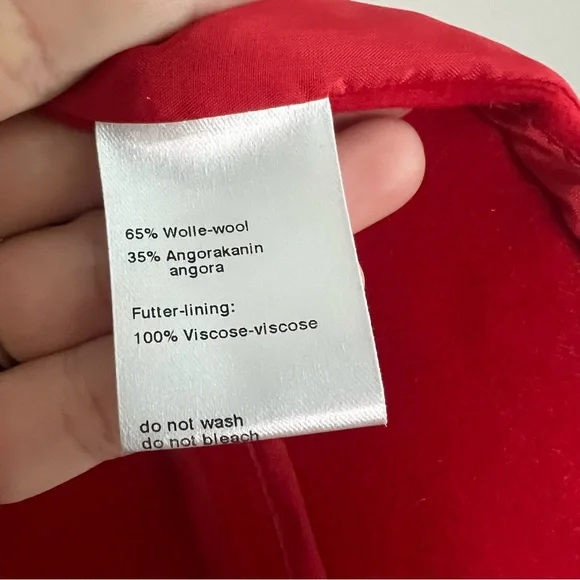 65% Wolle-wool
35% Angorakanin
angora
Futter-lining:
100% Viscose-viscose
do not wash
do not bleach